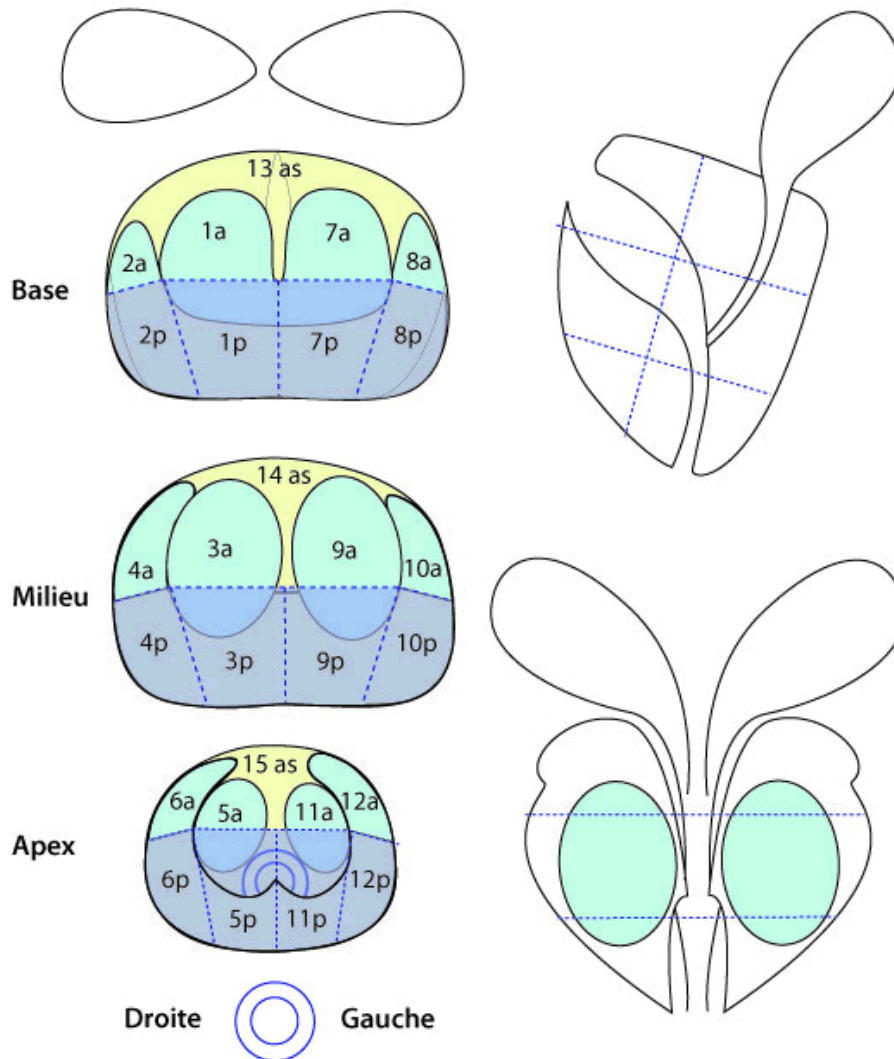 13 as
1a 7a
2a 8a
Base
2p 1p 7p 8p
14 as
3a 9a
4a 10a
Milieu
4p 3p 9p 10p
15 as
6a 5a 11a 12a
Apex
6p 12p
5p 11p
Droite Gauche